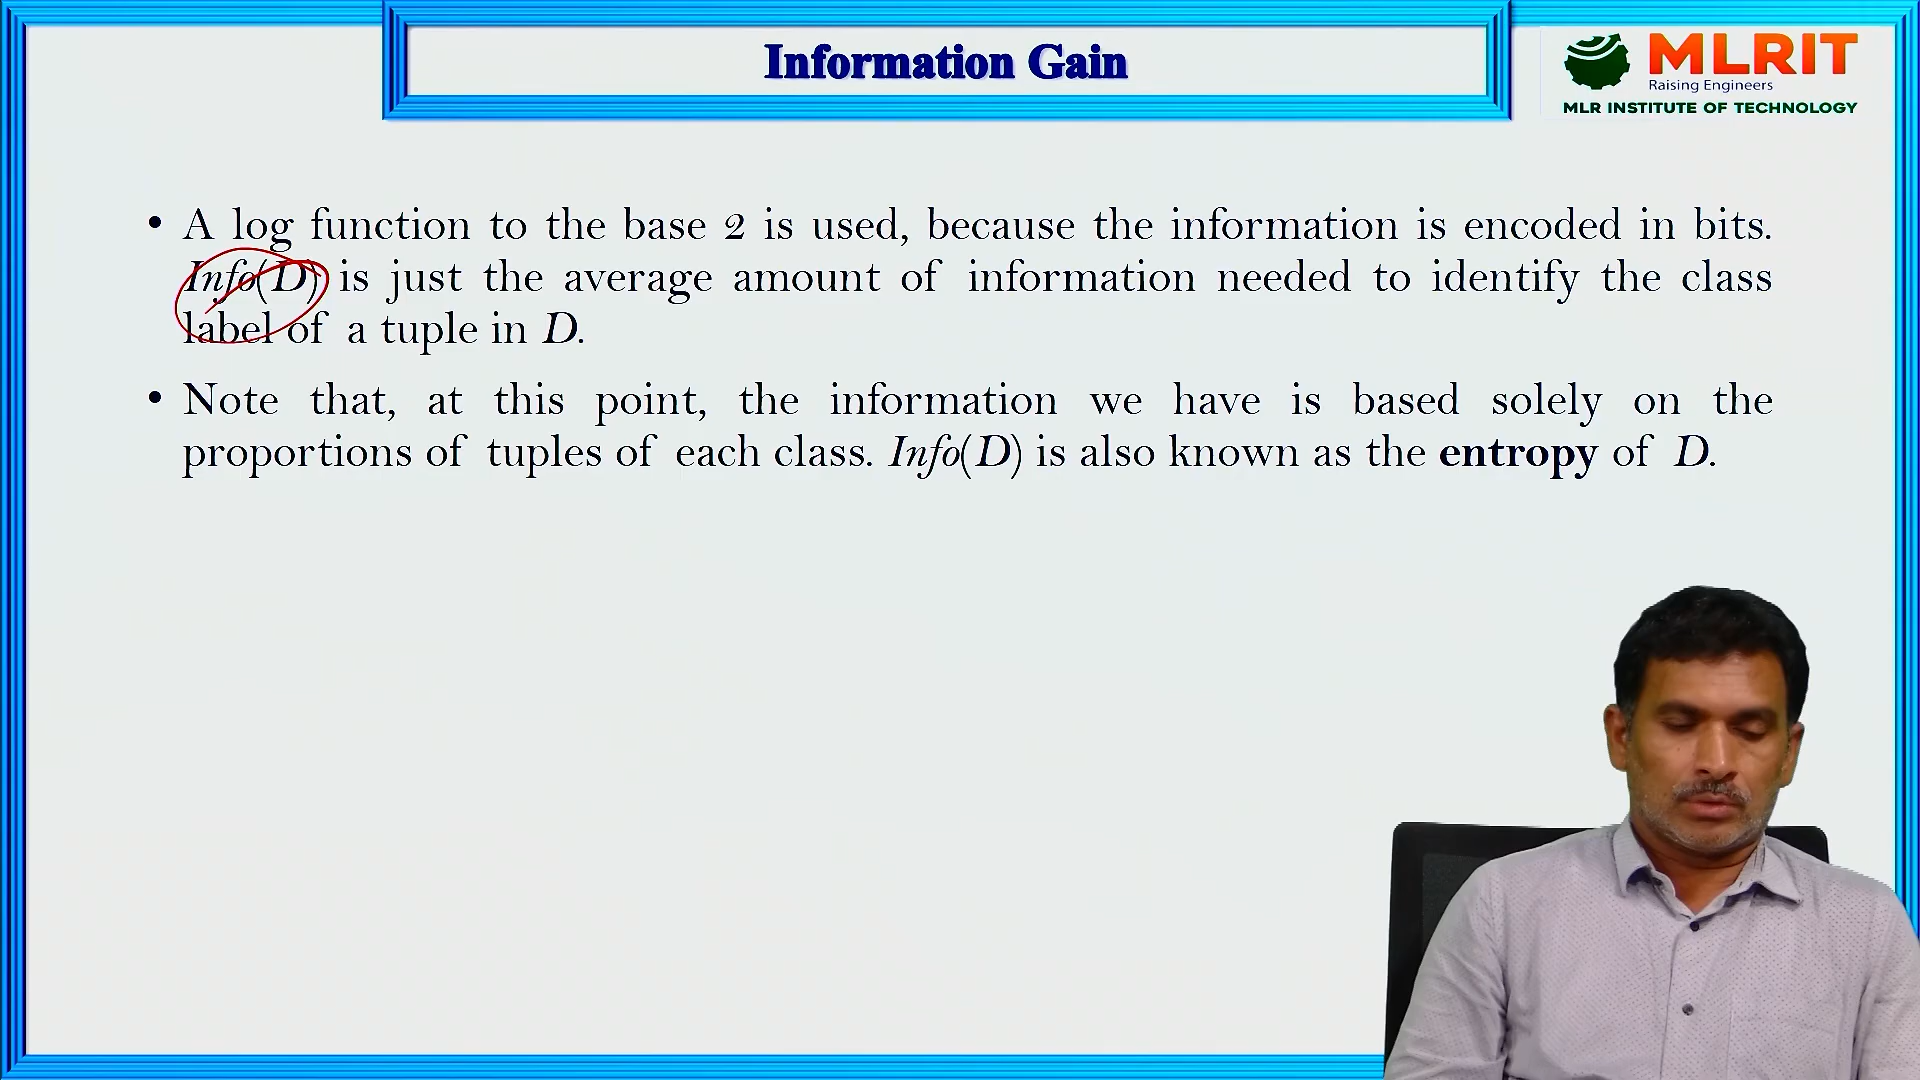 Information Gain
MLRIT
Raising Engineers
MLR INSTITUTE OF TECHNOLOGY
• A log function to the base 2 is used, because the information is encoded in bits.
Info(D) is just the average amount of information needed to identify the class
label of a tuple in D.
• Note that, at this point, the information we have is based solely on the
proportions of tuples of each class. Info(D) is also known as the entropy of D.